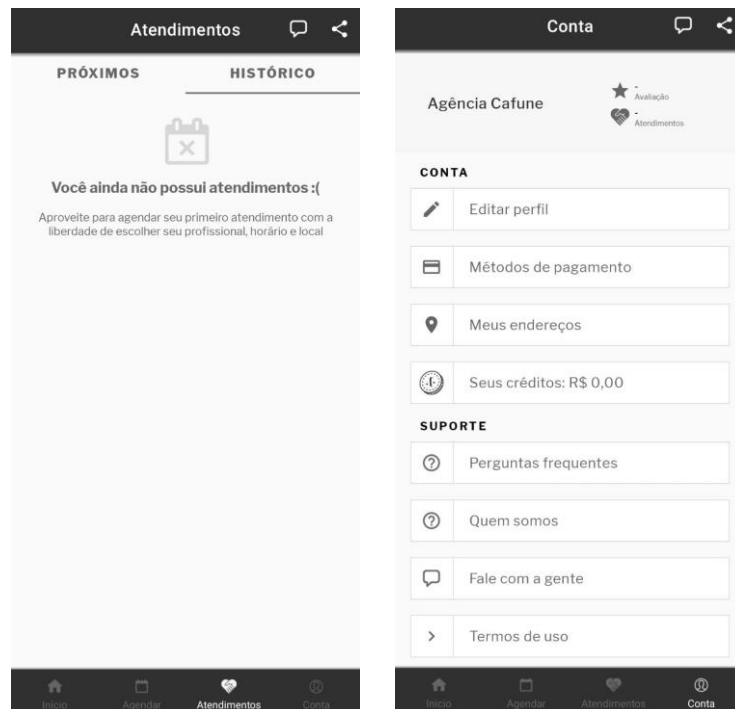 Atendimentos
PRÓXIMOS
HISTÓRICO
Você ainda não possui atendimentos :(
Aproveite para agendar seu primeiro atendimento com a
liberdade de escolher seu profissional, horário e local
Início
Agendar
Atendimentos
Conta
Conta
Agência Cafune
-
Avaliação
-
Atendimentos
CONTA
Editar perfil
Métodos de pagamento
Meus endereços
Seus créditos: R$ 0,00
SUPORTE
Perguntas frequentes
Quem somos
Fale com a gente
Termos de uso
Início
Agendar
Atendimentos
Conta